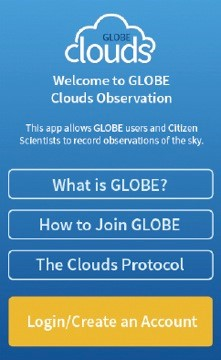 GLOBE
clouds
Welcome to GLOBE
Clouds Observation
This app allows GLOBE users and Citizen
Scientists to record observations of the sky.
What is GLOBE?
How to Join GLOBE
The Clouds Protocol
Login/Create an Account